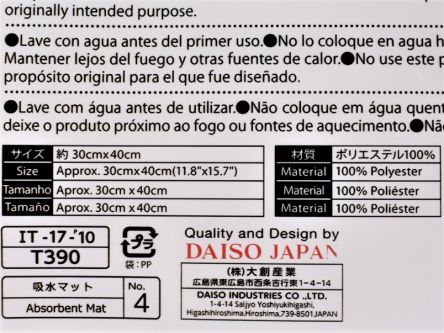 originally intended purpose.
●Lave con agua antes del primer uso.●No lo coloque en agua
Mantener lejos del fuego y otras fuentes de calor.●No use este
propósito original para el que fue diseñado.
●Lave com água antes de utilizar.●Não coloque em água
deixe o produto próximo ao fogo ou fontes de aquecimento.●
サイズ 約 30cm×40cm
Size Approx. 30cm×40cm(11.8"x15.7")
Tamanho Aprox. 30cm x 40cm
Tamaño Aprox. 30cm x 40cm
材質 ポリエステル100%
Material 100% Polyester
Material 100% Poliéster
Material 100% Poliéster
IT -17-'10
T390
プラ
袋:PP
Quality and Design by
DAISO JAPAN
(株)大創産業
広島県東広島市西条吉行東1-4-14
DAISO INDUSTRIES CO.,LTD.
1-4-14 Saijyo Yoshiyukihigashi,
Higashihiroshima,Hiroshima,739-8501JAPAN
吸水マット
Absorbent Mat
No.
4